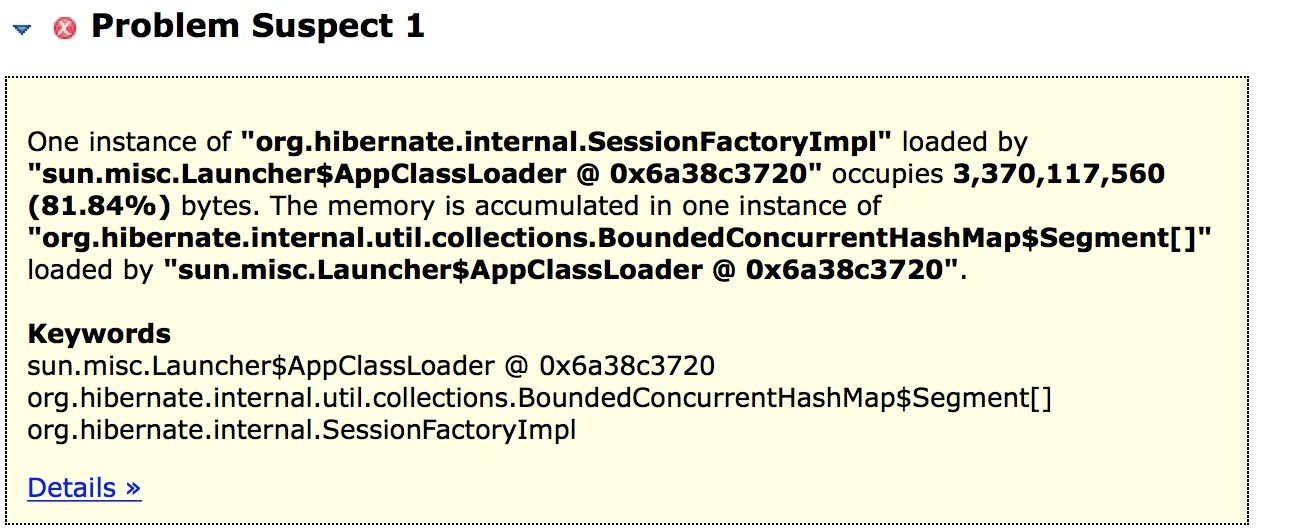 Problem Suspect 1
One instance of "org.hibernate.internal.SessionFactoryImpl" loaded by
"sun.misc.Launcher$AppClassLoader @ 0x6a38c3720" occupies 3,370,117,560
(81.84%) bytes. The memory is accumulated in one instance of
"org.hibernate.internal.util.collections.BoundedConcurrentHashMap$Segment[]"
loaded by "sun.misc.Launcher$AppClassLoader @ 0x6a38c3720".
Keywords
sun.misc.Launcher$AppClassLoader @ 0x6a38c3720
org.hibernate.internal.util.collections.BoundedConcurrentHashMap$Segment[]
org.hibernate.internal.SessionFactoryImpl
Details »